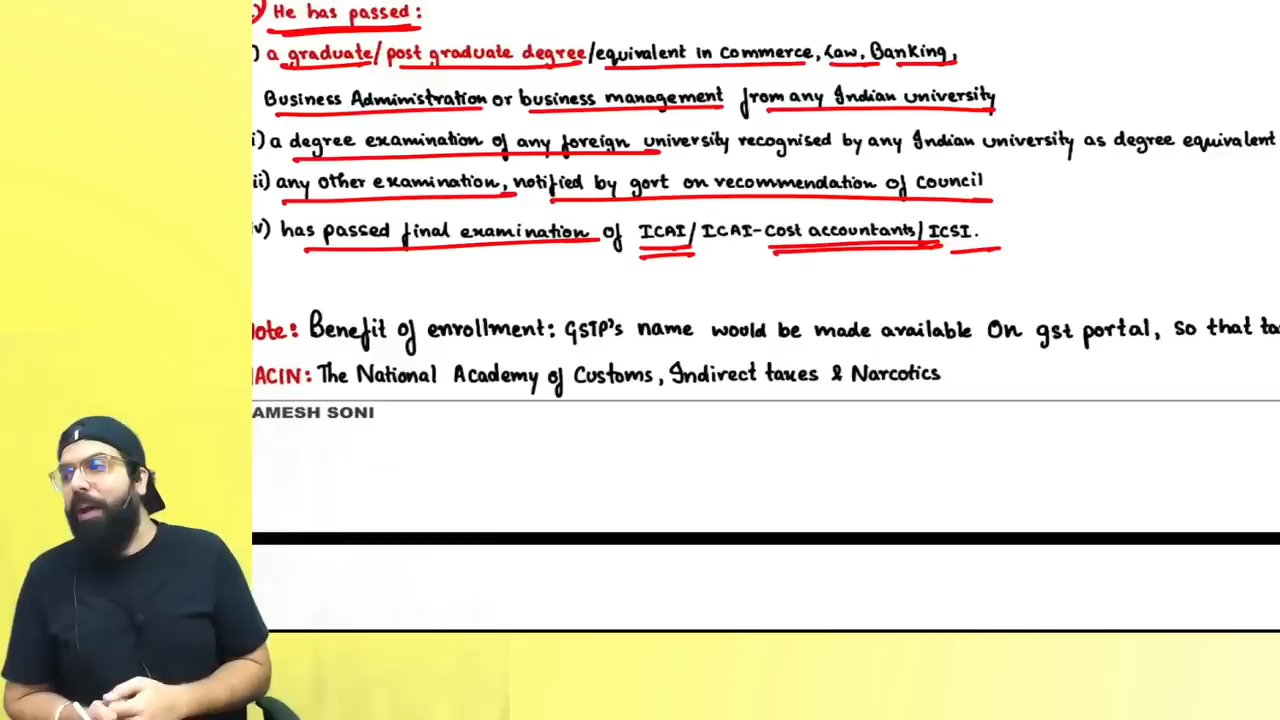 He has passed:
) a graduate/post graduate degree/equivalent in commerce, Law, Banking,
Business Administration or business management from any Indian university
i) a degree examination of any foreign university recognised by any Indian university as degree equivalent
ii) any other examination, notified by govt on recommendation of council
v) has passed final examination of ICAI/ICAI-Cost accountants/ICSI.
ote: Benefit of enrollment: GSTP's name would be made available On gst portal, so that ta
ACIN: The National Academy of Customs, Indirect taxes & Narcotics
AMESH SONI